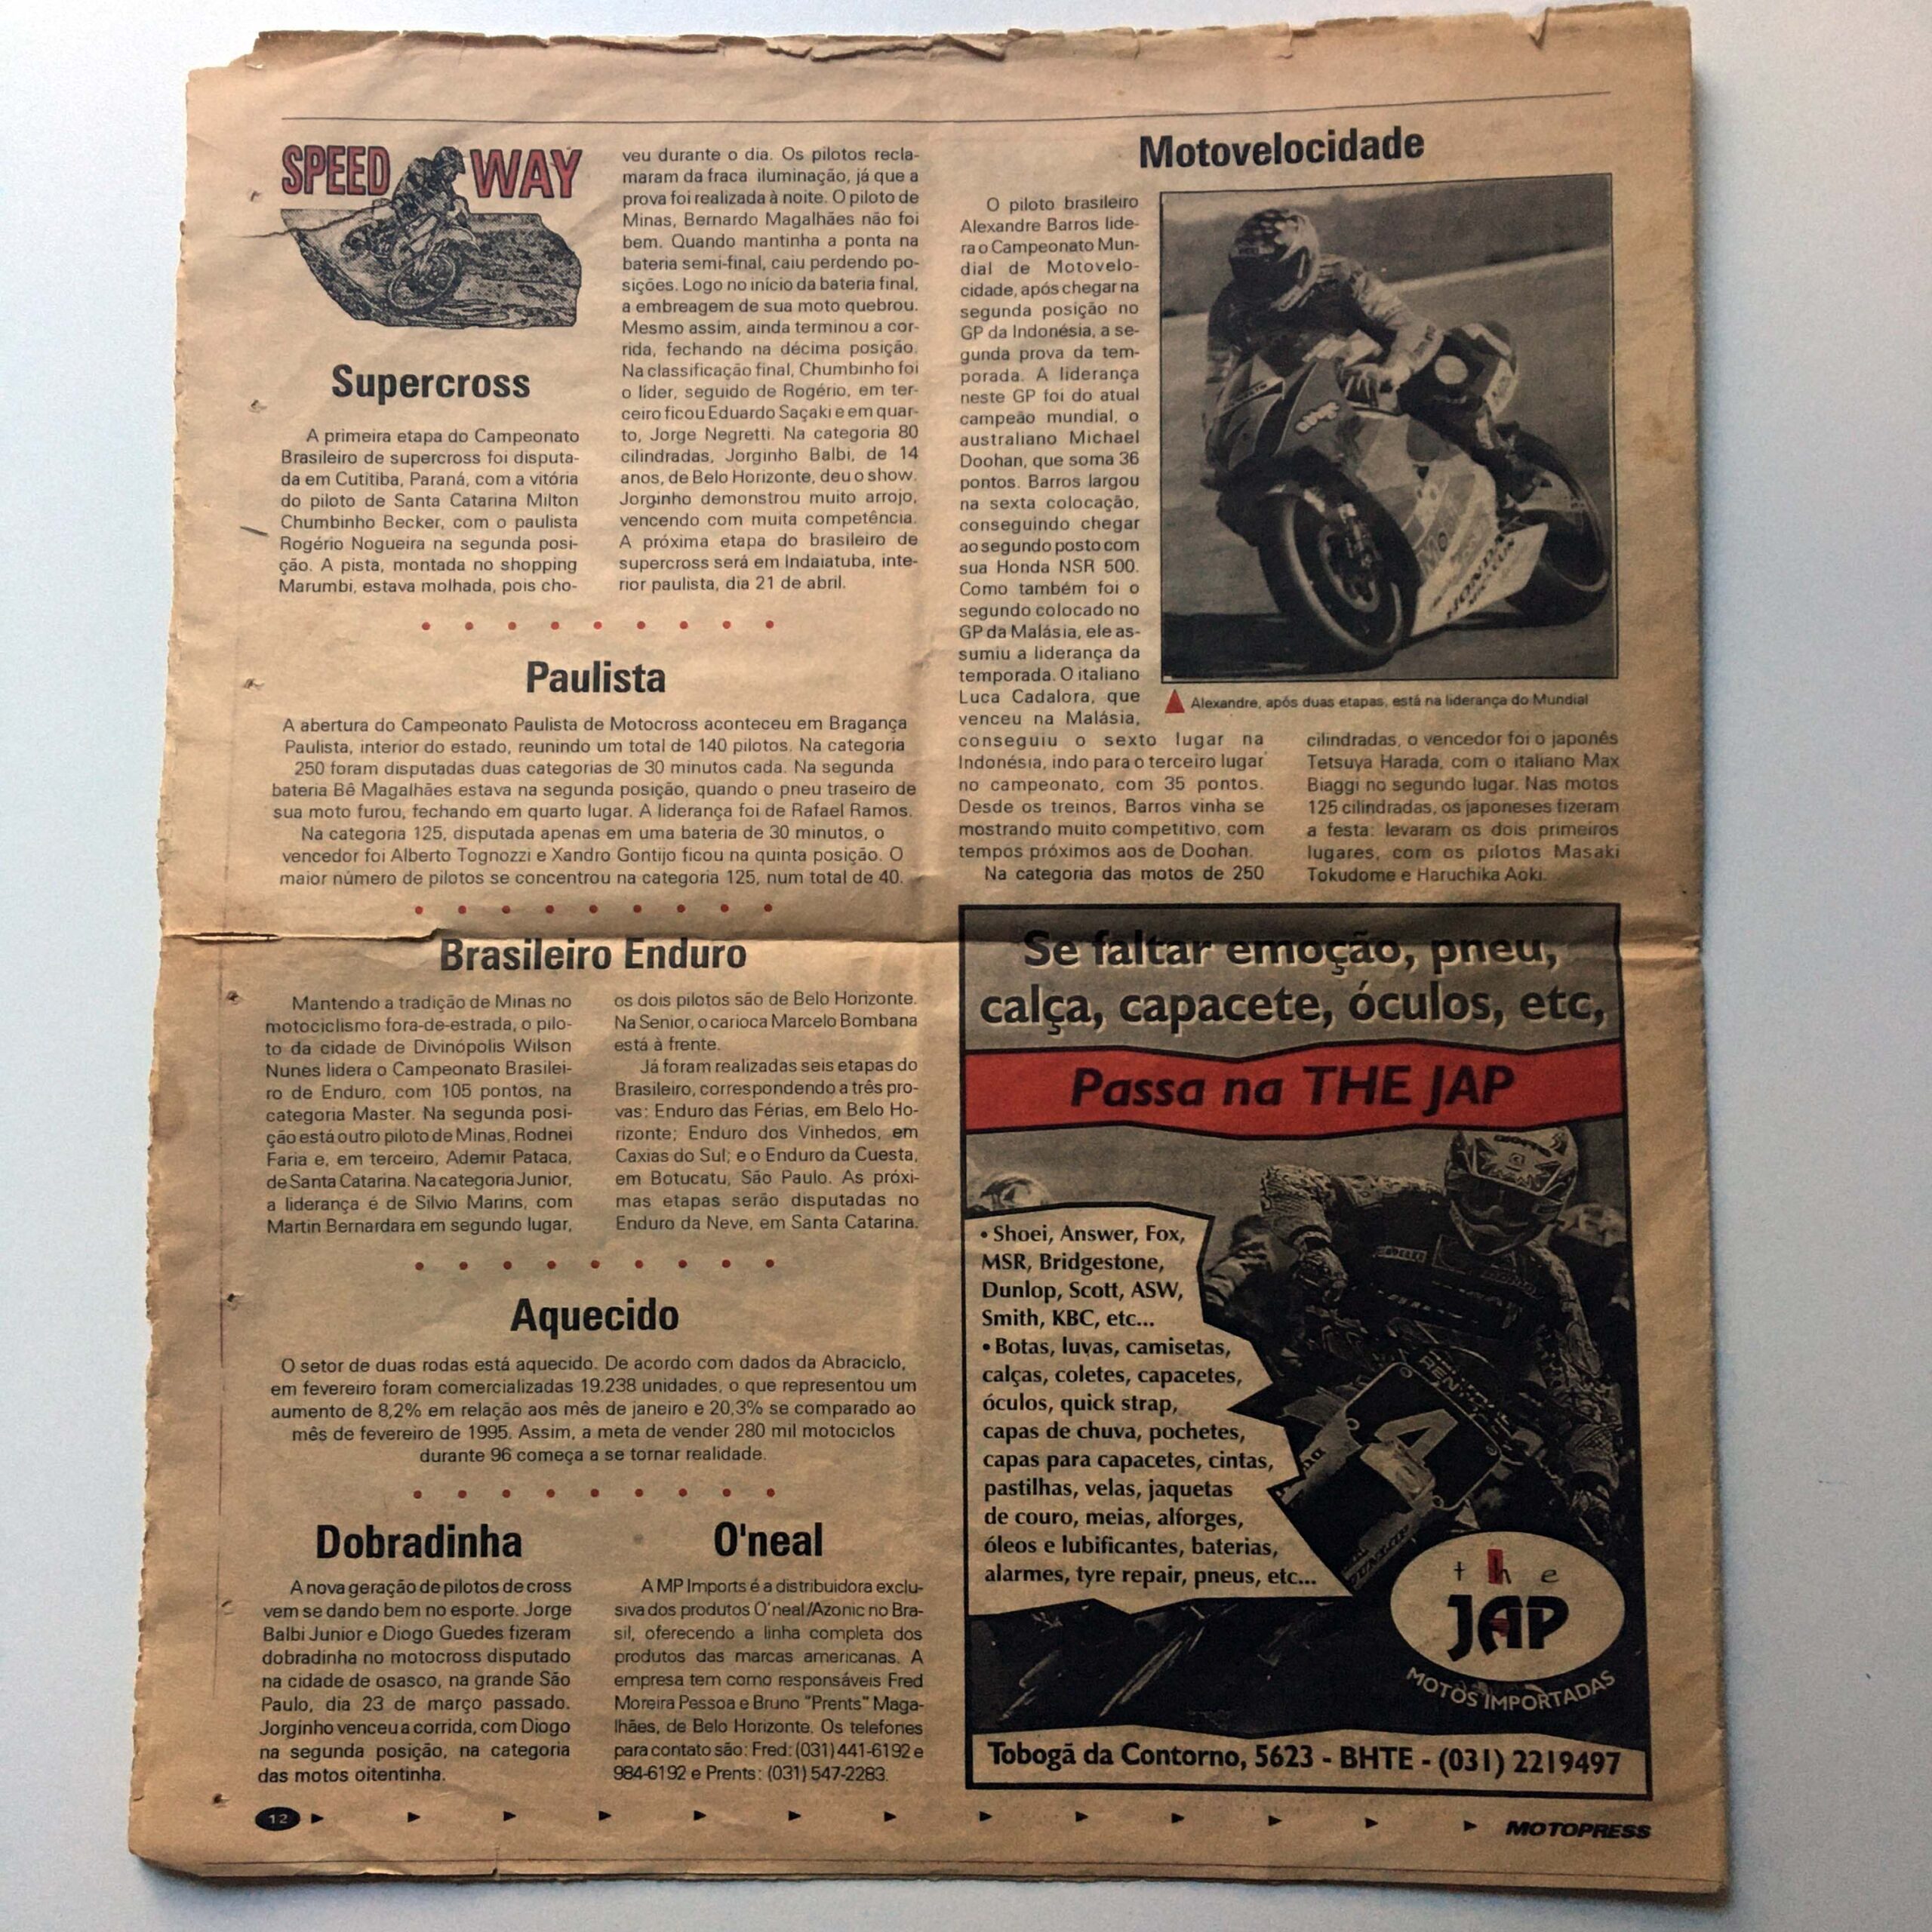 SPEED WAY
Supercross
A primeira etapa do Campeonato
Brasileiro de supercross foi disputa-
da em Cutitiba, Paraná, com a vitória
do piloto de Santa Catarina Milton
Chumbinho Becker, com o paulista
Rogério Nogueira na segunda posi-
ção. A pista, montada no shopping
Marumbi, estava molhada, pois cho-
veu durante o dia. Os pilotos recla-
maram da fraca iluminação, já que a
prova foi realizada à noite. O piloto de
Minas, Bernardo Magalhães não foi
bem. Quando mantinha a ponta na
bateria semi-final, caiu perdendo po-
sições. Logo no início da bateria final,
a embreagem de sua moto quebrou.
Mesmo assim, ainda terminou a cor-
rida, fechando na décima posição.
Na classificação final, Chumbinho foi
o líder, seguido de Rogério, em ter-
ceiro ficou Eduardo Saçaki e em quar-
to, Jorge Negretti. Na categoria 80
cilindradas, Jorginho Balbi, de 14
anos, de Belo Horizonte, deu o show.
Jorginho demonstrou muito arrojo,
vencendo com muita competência.
A próxima etapa do brasileiro de
supercross será em Indaiatuba, inte-
rior paulista, dia 21 de abril.
Paulista
A abertura do Campeonato Paulista de Motocross aconteceu em Bragança
Paulista, interior do estado, reunindo um total de 140 pilotos. Na categoria
250 foram disputadas duas categorias de 30 minutos cada. Na segunda
bateria Bê Magalhães estava na segunda posição, quando o pneu traseiro de
sua moto furou, fechando em quarto lugar. A liderança foi de Rafael Ramos.
Na categoria 125, disputada apenas em uma bateria de 30 minutos, o
vencedor foi Alberto Tognozzi e Xandro Gontijo ficou na quinta posição. O
maior número de pilotos se concentrou na categoria 125, num total de 40.
Brasileiro Enduro
Mantendo a tradição de Minas no
motociclismo fora-de-estrada, o pilo-
to da cidade de Divinópolis Wilson
Nunes lidera o Campeonato Brasilei-
ro de Enduro, com 105 pontos, na
categoria Master. Na segunda posi-
ção está outro piloto de Minas, Rodnei
Faria e, em terceiro, Ademir Pataca,
de Santa Catarina. Na categoria Junior,
a liderança é de Silvio Marins, com
Martin Bernardara em segundo lugar,
os dois pilotos são de Belo Horizonte.
Na Senior, o carioca Marcelo Bombana
está à frente.
Já foram realizadas seis etapas do
Brasileiro, correspondendo a três pro-
vas: Enduro das Férias, em Belo Ho-
rizonte; Enduro dos Vinhedos, em
Caxias do Sul; e o Enduro da Cuesta,
em Botucatu, São Paulo. As próxi-
mas etapas serão disputadas no
Enduro da Neve, em Santa Catarina.
Aquecido
O setor de duas rodas está aquecido. De acordo com dados da Abraciclo,
em fevereiro foram comercializadas 19.238 unidades, o que representou um
aumento de 8,2% em relação aos mês de janeiro e 20,3% se comparado ao
mês de fevereiro de 1995. Assim, a meta de vender 280 mil motociclos
durante 96 começa a se tornar realidade.
Dobradinha
A nova geração de pilotos de cross
vem se dando bem no esporte. Jorge
Balbi Junior e Diogo Guedes fizeram
dobradinha no motocross disputado
na cidade de osasco, na grande São
Paulo, dia 23 de março passado.
Jorginho venceu a corrida, com Diogo
na segunda posição, na categoria
das motos oitentinha.
O'neal
A MP Imports é a distribuidora exclu-
siva dos produtos O'neal/Azonic no Bra-
sil, oferecendo a linha completa dos
produtos das marcas americanas. A
empresa tem como responsáveis Fred
Moreira Pessoa e Bruno "Prents" Maga-
lhães, de Belo Horizonte. Os telefones
para contato são: Fred: (031) 441-6192 e
984-6192 e Prents: (031) 547-2283.
Motovelocidade
O piloto brasileiro
Alexandre Barros lide-
ra o Campeonato Mun-
dial de Motovelo-
cidade, após chegar na
segunda posição no
GP da Indonésia, a se-
gunda prova da tem-
porada. A liderança
neste GP foi do atual
campeão mundial, o
australiano Michael
Doohan, que soma 36
pontos. Barros largou
na sexta colocação,
conseguindo chegar
ao segundo posto com
sua Honda NSR 500.
Como também foi o
segundo colocado no
GP da Malásia, ele as-
sumiu a liderança da
temporada. O italiano
Luca Cadalora, que
venceu na Malásia,
conseguiu o sexto lugar na
Indonésia, indo para o terceiro lugar
no campeonato, com 35 pontos.
Desde os treinos, Barros vinha se
mostrando muito competitivo, com
tempos próximos aos de Doohan.
Na categoria das motos de 250
HONDA
Alexandre, após duas etapas, está na liderança do Mundial
cilindradas, o vencedor foi o japonês
Tetsuya Harada, com o italiano Max
Biaggi no segundo lugar. Nas motos
125 cilindradas, os japoneses fizeram
a festa: levaram os dois primeiros
lugares, com os pilotos Masaki
Tokudome e Haruchika Aoki.
Se faltar emoção, pneu,
calça, capacete, óculos, etc,
Passa na THE JAP
• Shoei, Answer, Fox,
MSR, Bridgestone,
Dunlop, Scott, ASW,
Smith, KBC, etc...
• Botas, luvas, camisetas,
calças, coletes, capacetes,
óculos, quick strap,
capas de chuva, pochetes,
capas para capacetes, cintas,
pastilhas, velas, jaquetas
de couro, meias, alforges,
óleos e lubrificantes, baterias,
alarmes, tyre repair, pneus, etc...
RENTHAL
4
DUNLOP
the
JAP
MOTOS IMPORTADAS
Tobogã da Contorno, 5623 - BHTE - (031) 2219497
12
MOTOPRESS